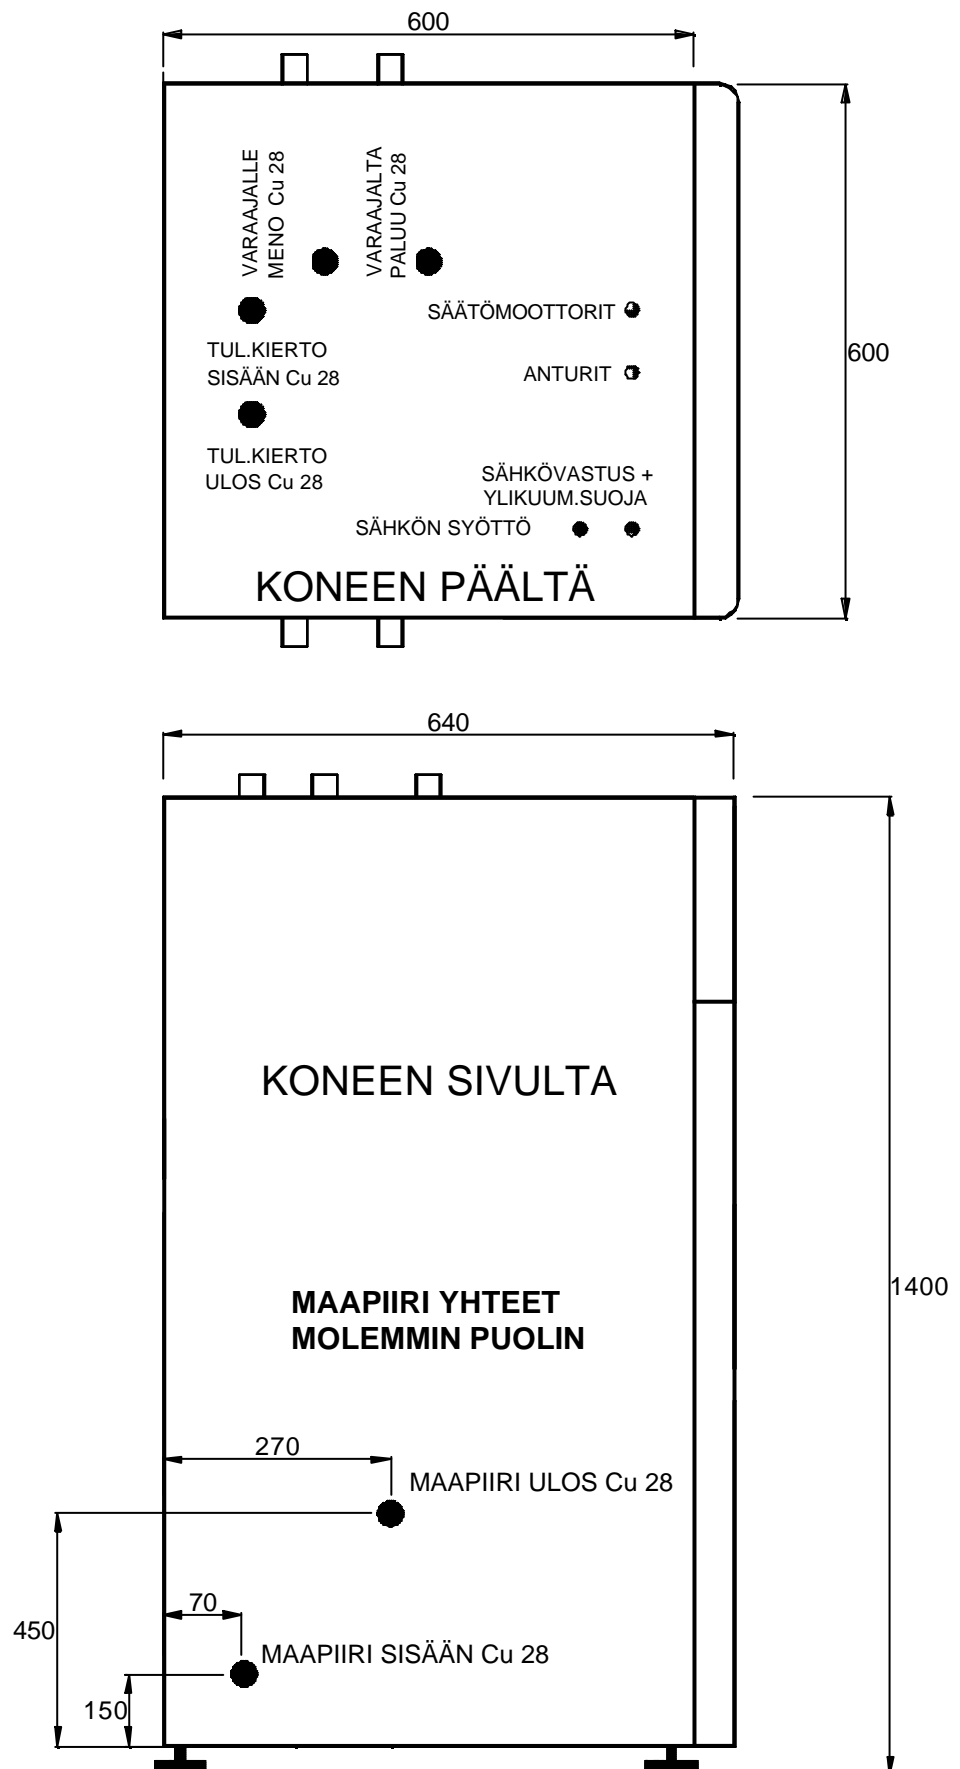 600
VARAAJALLE
MENO Cu 28
VARAAJALTA
PALUU Cu 28
SÄÄTÖMOOTTORIT
TUL.KIERTO
SISÄÄN Cu 28
600
ANTURIT
TUL.KIERTO
ULOS Cu 28
SÄHKÖVASTUS +
YLIKUUM.SUOJA
SÄHKÖN SYÖTTÖ
KONEEN PÄÄLTÄ
640
KONEEN SIVULTA
1400
MAAPIIRI YHTEET
MOLEMMIN PUOLIN
270
MAAPIIRI ULOS Cu 28
70
450
MAAPIIRI SISÄÄN Cu 28
150